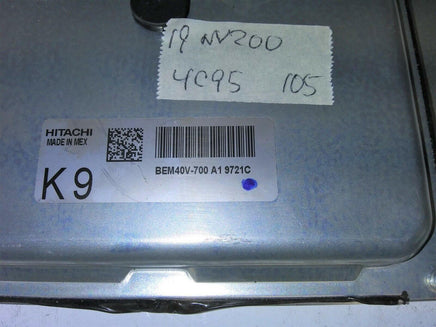 19 NV200
4C95 105
HITACHI
MADE IN MEX
BEM40V-700 A1 9721C
K9